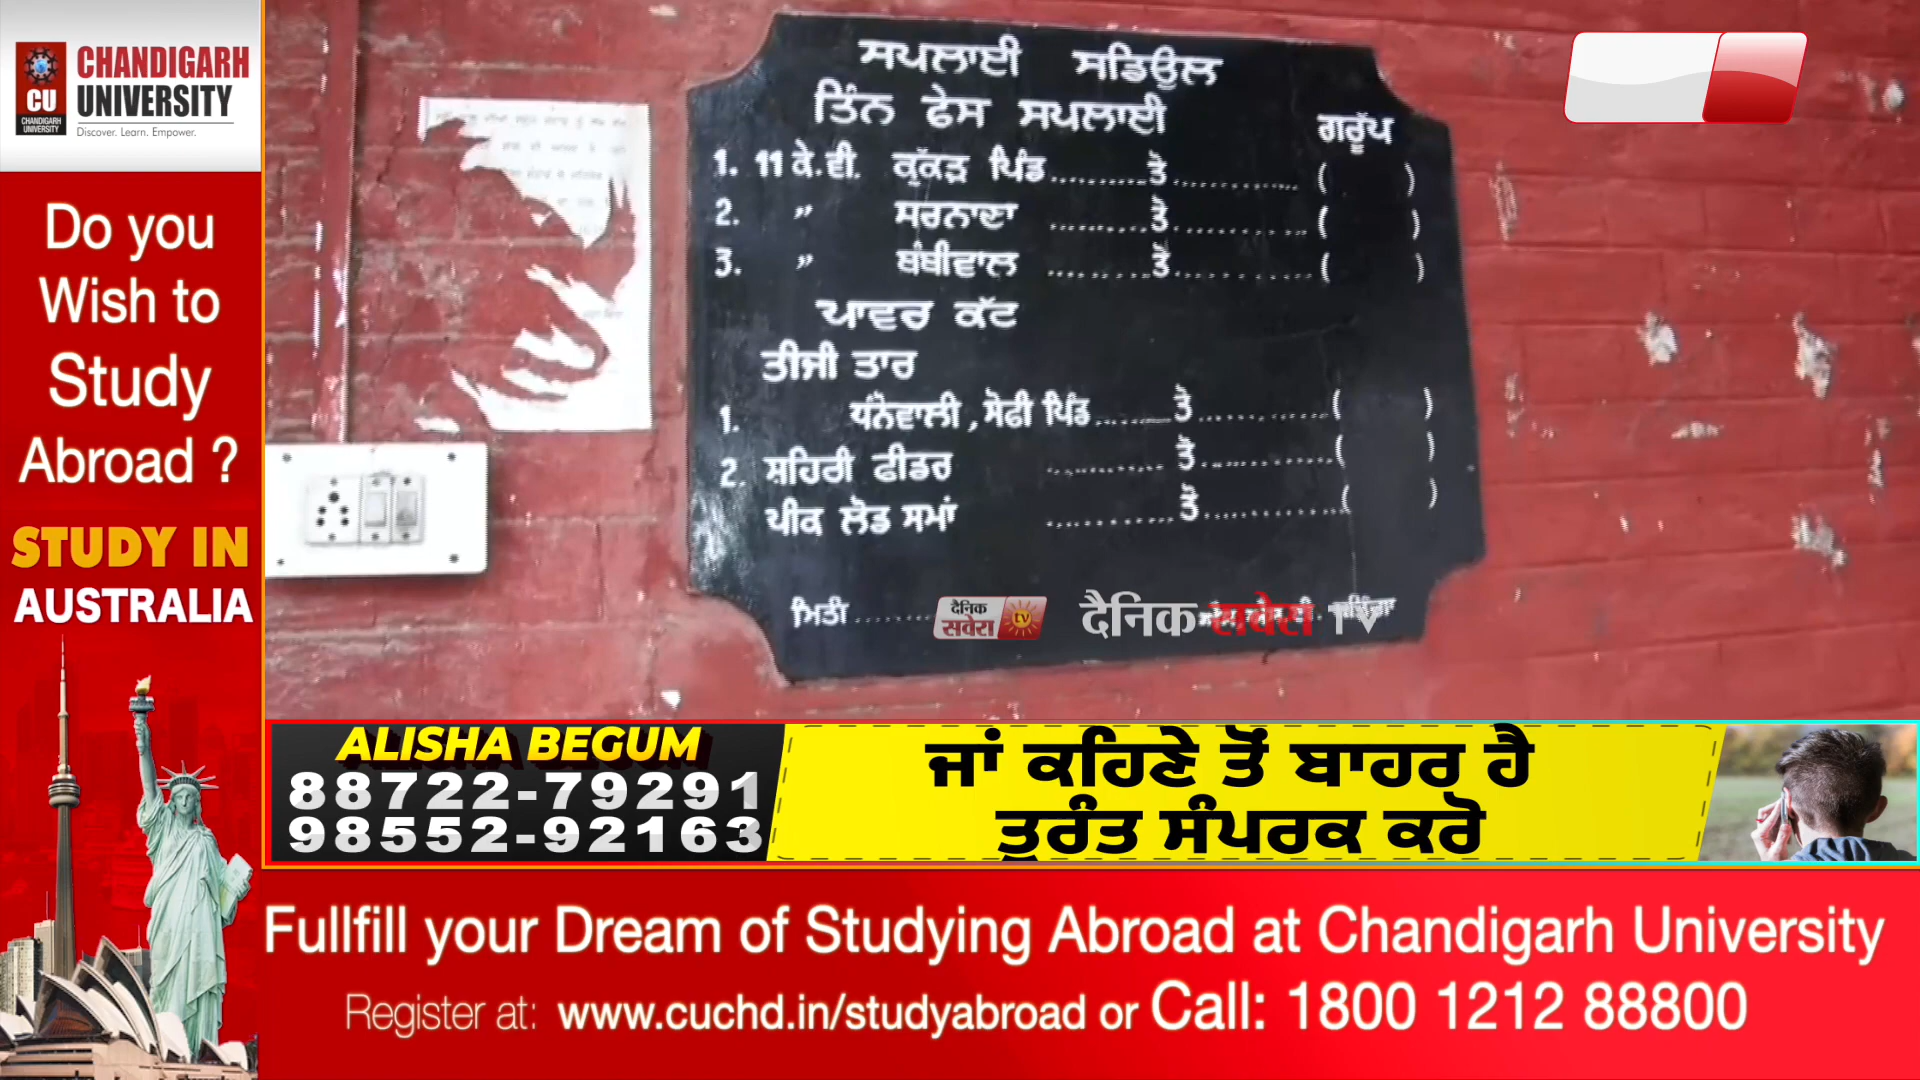 CU
CHANDIGARH
UNIVERSITY
CHANDIGARH
UNIVERSITY
Discover. Learn. Empower.
Do you
Wish to
Study
Abroad ?
STUDY IN
AUSTRALIA
ਸਪਲਾਈ ਸਡਿਊਲ
ਤਿੰਨ ਫੇਸ ਸਪਲਾਈ ਗਰੁੱਪ
1. 11 ਕੇ.ਵੀ. ਕੁੱਕੜ ਪਿੰਡ..........ਤੋਂ.............. ( )
2. ” ਸਰਨਾਣਾ ..........ਤੋਂ.............. ( )
3. ” ਬੰਬੀਵਾਲ ..........ਤੋਂ.............. ( )
ਪਾਵਰ ਕੱਟ
ਤੀਜੀ ਤਾਰ
1. ਧੰਨੋਵਾਲੀ, ਸੋਫੀ ਪਿੰਡ........ਤੋਂ..............( )
2. ਸ਼ਹਿਰੀ ਫੀਡਰ ............ਤੋਂ..............( )
ਪੀਕ ਲੋਡ ਸਮਾਂ ............ਤੋਂ..............( )
ਮਿਤੀ ........
दैनिक
सवेरा
tv
दैनिक सवेरा TV
ALISHA BEGUM
88722-79291
98552-92163
ਜਾਂ ਕਹਿਣੇ ਤੋਂ ਬਾਹਰ ਹੈ
ਤੁਰੰਤ ਸੰਪਰਕ ਕਰੋ
Fullfill your Dream of Studying Abroad at Chandigarh University
Register at: www.cuchd.in/studyabroad or Call: 1800 1212 88800